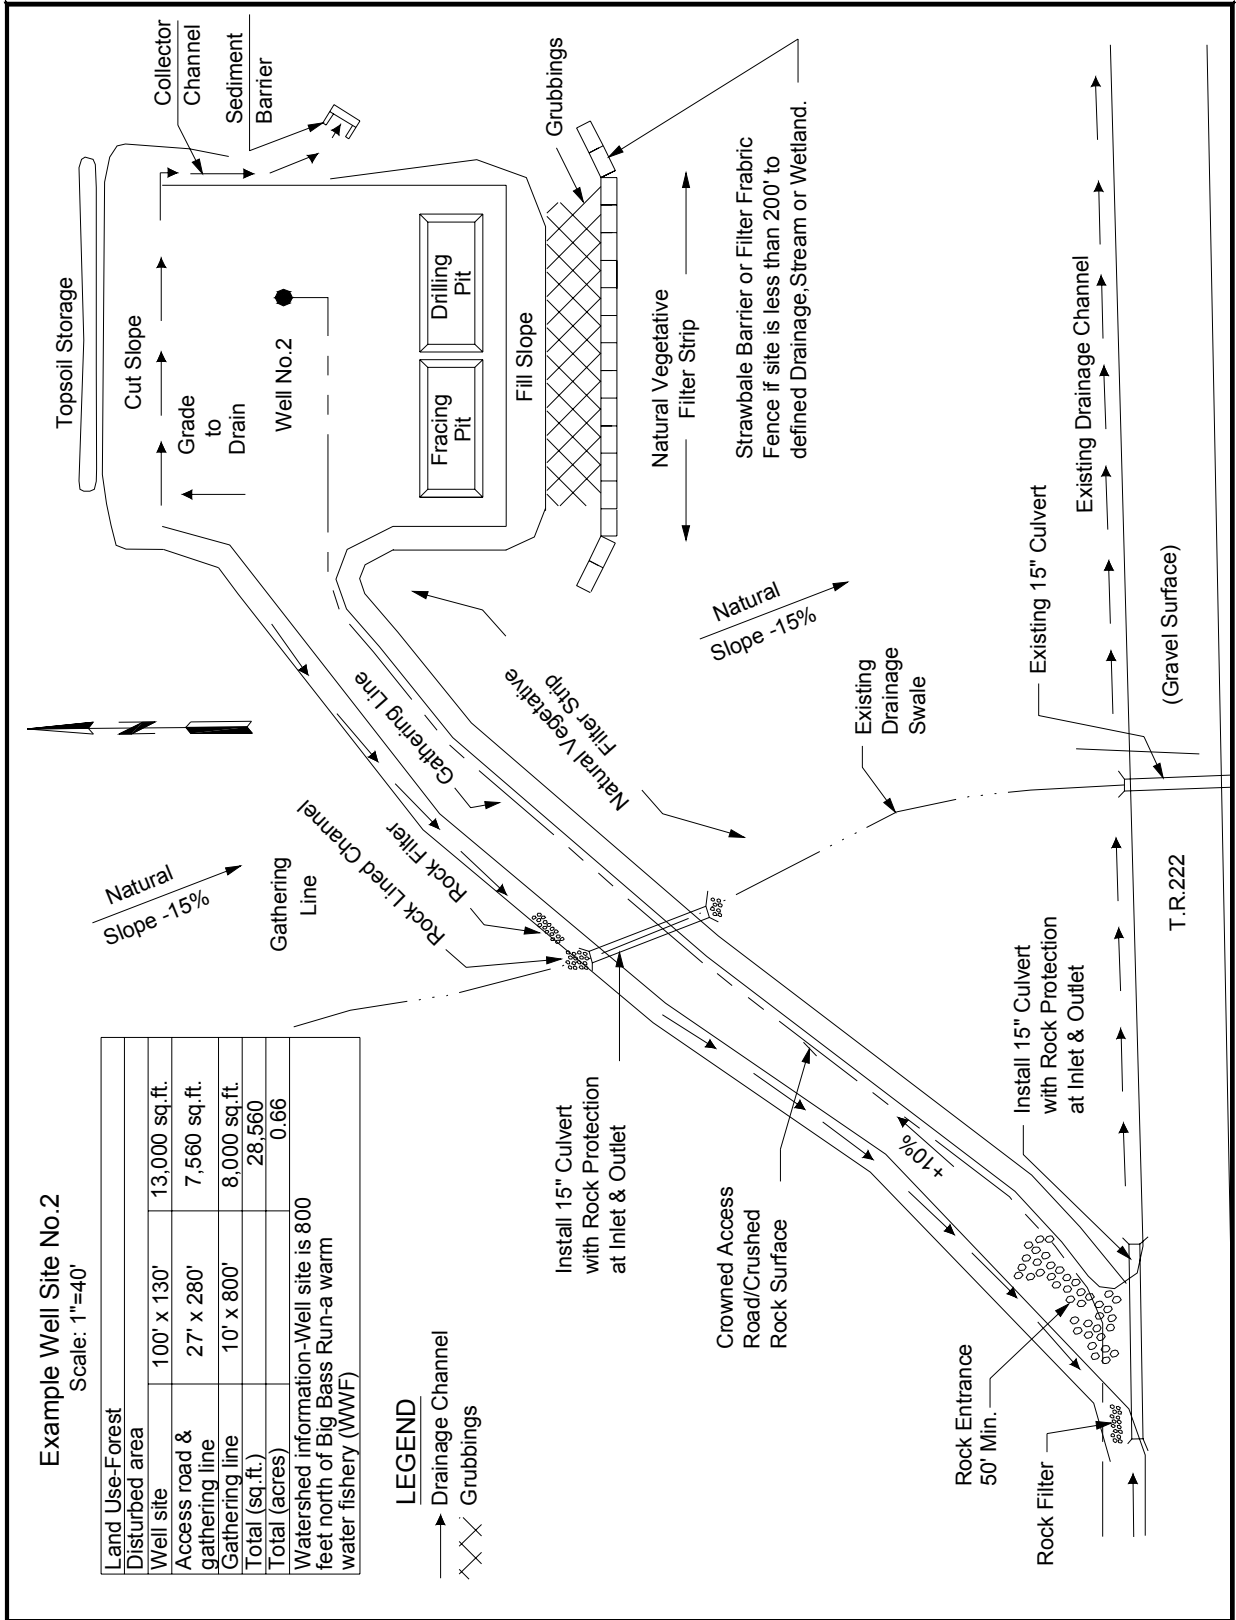 Example Well Site No.2
Scale: 1"=40'
Land Use-Forest
Disturbed area
Well site 100' x 130' 13,000 sq.ft.
Access road &
gathering line 27' x 280' 7,560 sq.ft.
Gathering line 10' x 800' 8,000 sq.ft.
Total (sq.ft.) 28,560
Total (acres) 0.66
Watershed information-Well site is 800
feet north of Big Bass Run-a warm
water fishery (WWF)
LEGEND
Drainage Channel
Grubbings
Natural
Slope -15%
Gathering
Line
Rock Lined Channel
Rock Filter
Gathering Line
N
Topsoil Storage
Cut Slope
Grade
to
Drain
Well No.2
Collector
Channel
Sediment
Barrier
Fracing
Pit
Drilling
Pit
Fill Slope
Grubbings
Natural Vegetative
Filter Strip
Strawbale Barrier or Filter Frabric
Fence if site is less than 200' to
defined Drainage,Stream or Wetland.
Natural Vegetative
Filter Strip
Natural
Slope -15%
Existing
Drainage
Swale
Install 15" Culvert
with Rock Protection
at Inlet & Outlet
Crowned Access
Road/Crushed
Rock Surface
+10%
Rock Entrance
50' Min.
Rock Filter
Install 15" Culvert
with Rock Protection
at Inlet & Outlet
Existing 15" Culvert
Existing Drainage Channel
T.R.222
(Gravel Surface)